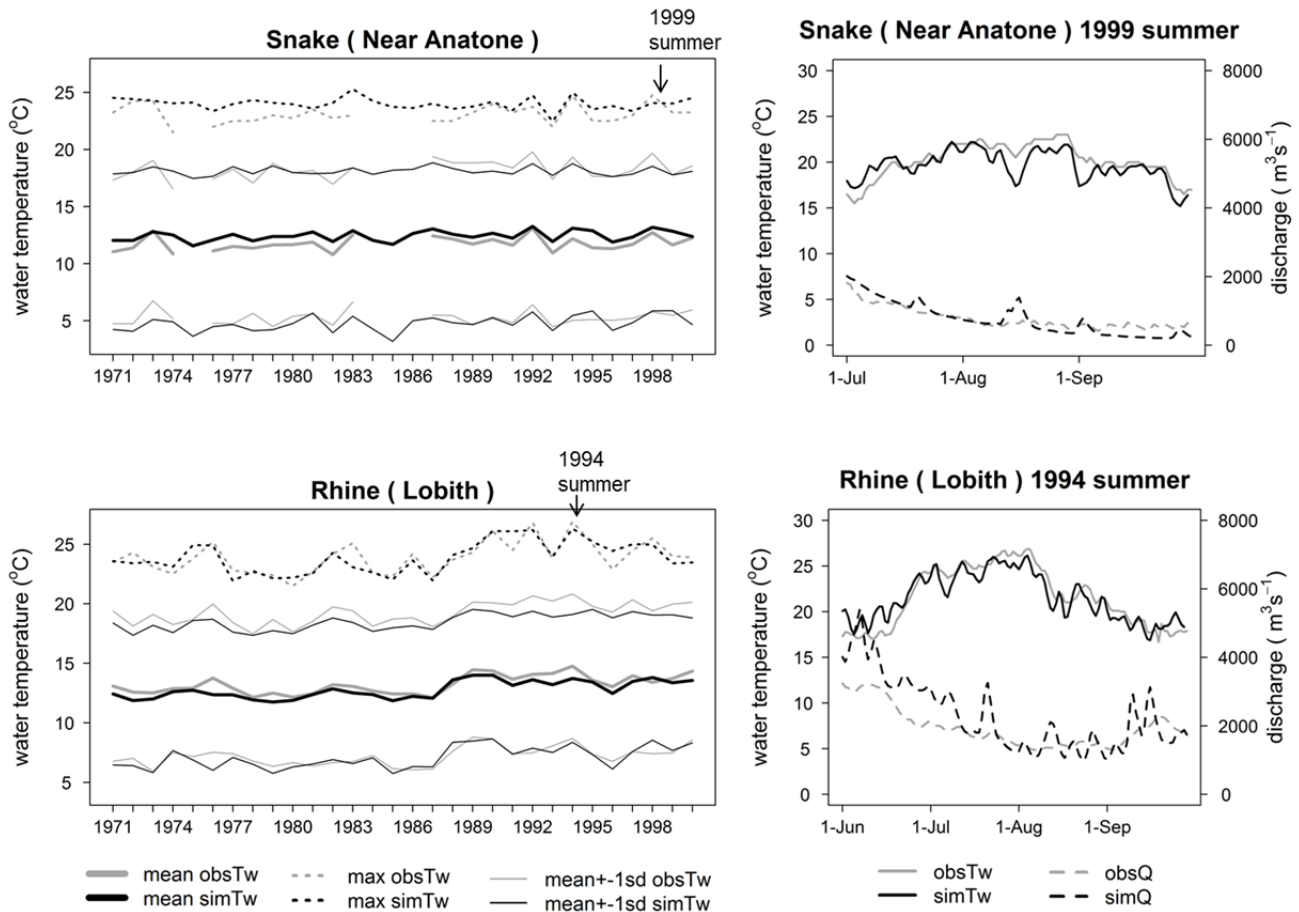 1999
summer
Snake ( Near Anatone )
water temperature (°C)
25
20
15
10
5
1971 1974 1977 1980 1983 1986 1989 1992 1995 1998
Snake ( Near Anatone ) 1999 summer
water temperature (°C)
30
25
20
15
10
5
0
8000
6000
4000
2000
0
discharge ( m³s⁻¹)
1-Jul 1-Aug 1-Sep
1994
summer
Rhine ( Lobith )
water temperature (°C)
25
20
15
10
5
1971 1974 1977 1980 1983 1986 1989 1992 1995 1998
mean obsTw max obsTw mean+-1sd obsTw
mean simTw max simTw mean+-1sd simTw
Rhine ( Lobith ) 1994 summer
water temperature (°C)
30
25
20
15
10
5
0
8000
6000
4000
2000
0
discharge ( m³s⁻¹)
1-Jun 1-Jul 1-Aug 1-Sep
obsTw obsQ
simTw simQ